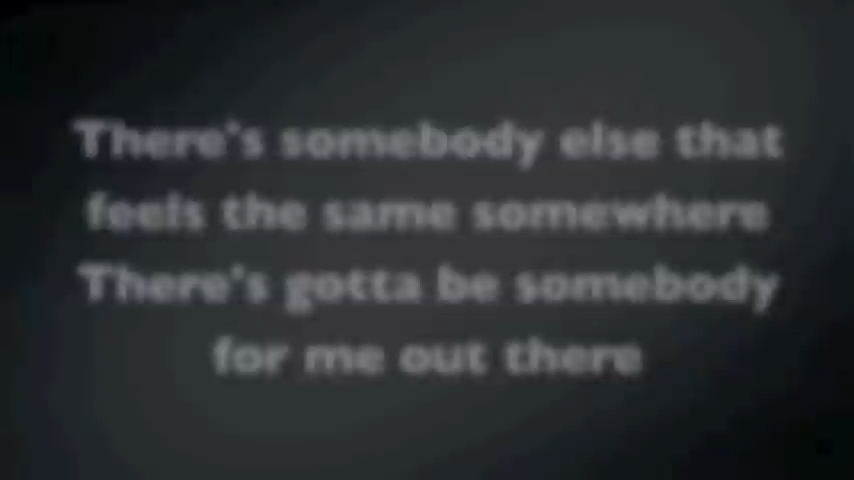 There's somebody else that
feels the same somewhere
There's gotta be somebody
for me out there